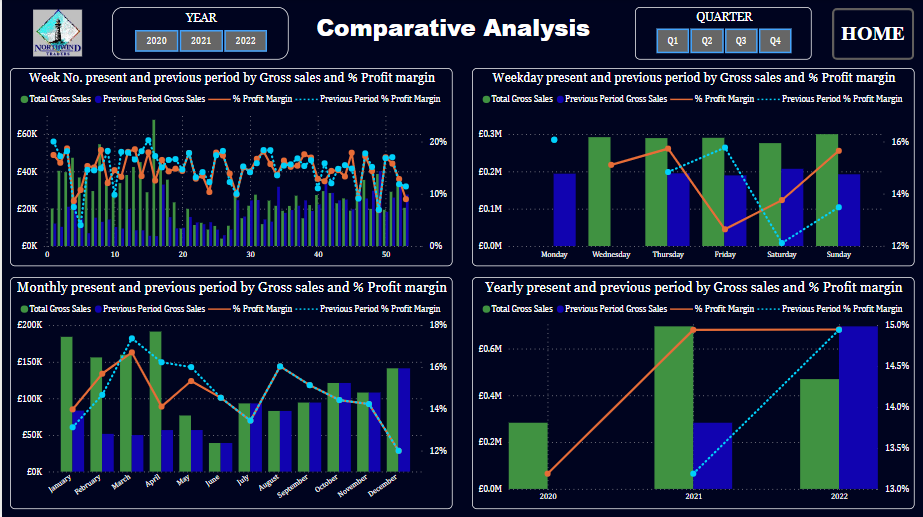 NORTHWIND
TRADERS
YEAR
2020 2021 2022
Comparative Analysis
QUARTER
Q1 Q2 Q3 Q4
HOME
Week No. present and previous period by Gross sales and % Profit margin
Total Gross Sales Previous Period Gross Sales % Profit Margin Previous Period % Profit Margin
£60K
£40K
£20K
£0K
20%
10%
0%
0 10 20 30 40 50
Weekday present and previous period by Gross sales and % Profit margin
Total Gross Sales Previous Period Gross Sales % Profit Margin Previous Period % Profit Margin
£0.3M
£0.2M
£0.1M
£0.0M
16%
14%
12%
Monday Wednesday Thursday Friday Saturday Sunday
Monthly present and previous period by Gross sales and % Profit margin
Total Gross Sales Previous Period Gross Sales % Profit Margin Previous Period % Profit Margin
£200K
£150K
£100K
£50K
£0K
18%
16%
14%
12%
January February March April May June July August September October November December
Yearly present and previous period by Gross sales and % Profit margin
Total Gross Sales Previous Period Gross Sales % Profit Margin Previous Period % Profit Margin
£0.6M
£0.4M
£0.2M
£0.0M
15.0%
14.5%
14.0%
13.5%
13.0%
2020 2021 2022